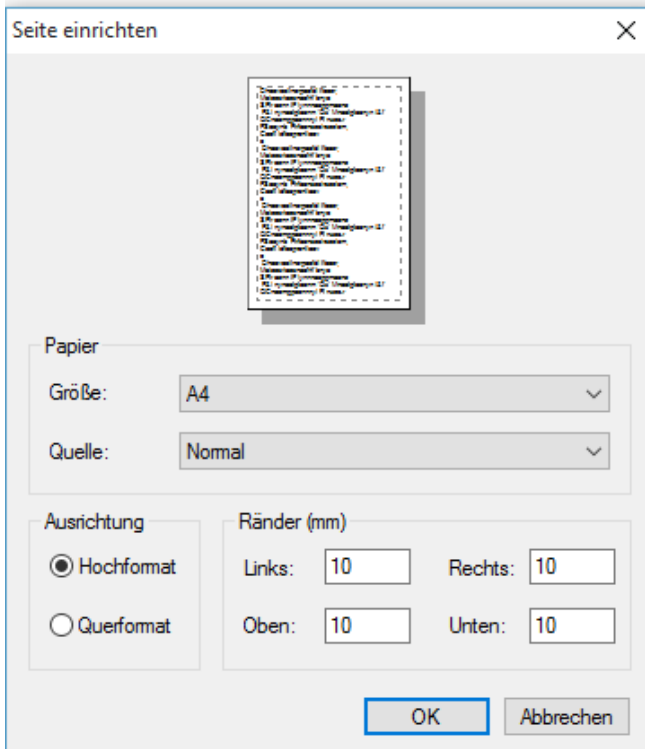 Seite einrichten
Papier
Größe: A4
Quelle: Normal
Ausrichtung
Hochformat
Querformat
Ränder (mm)
Links: 10 Rechts: 10
Oben: 10 Unten: 10
OK Abbrechen